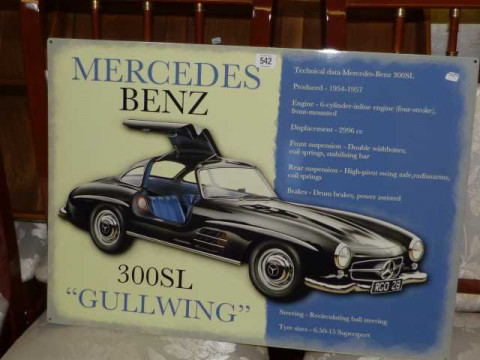 MERCEDES
BENZ
542
Technical data Mercedes-Benz 300SL
Produced - 1954-1957
Engine - 6-cylinder-inline engine (four-stroke),
front-mounted
Displacement - 2996 cc
Front suspension - Double wishbones,
coil springs, stabilising bar
Rear suspension - High-pivot swing axle, radius arms,
coil springs
Brakes - Drum brakes, power assisted
300SL
"GULLWING"
RGO 28
Steering - Recirculating ball steering
Tyre sizes - 6.50-15 Supersport